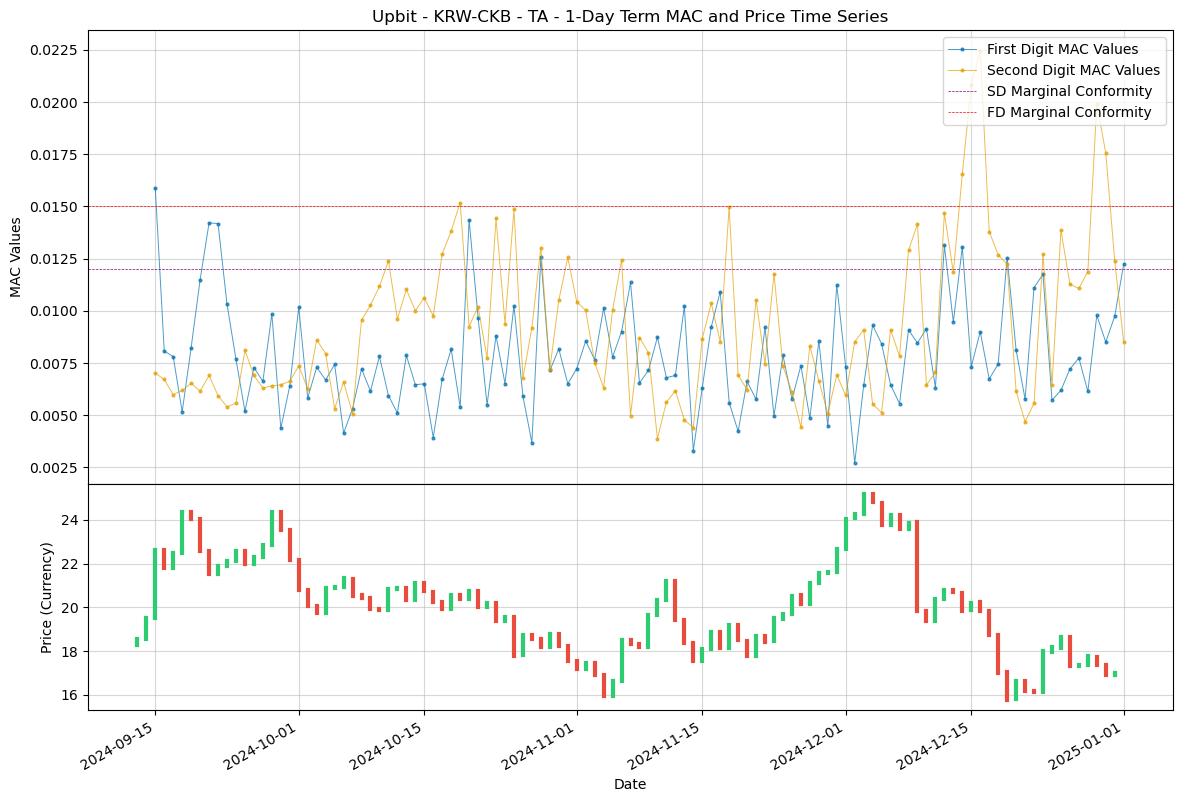 Upbit - KRW-CKB - TA - 1-Day Term MAC and Price Time Series
First Digit MAC Values
Second Digit MAC Values
SD Marginal Conformity
FD Marginal Conformity
MAC Values
0.0225
0.0200
0.0175
0.0150
0.0125
0.0100
0.0075
0.0050
0.0025
Price (Currency)
24
22
20
18
16
2024-09-15
2024-10-01
2024-10-15
2024-11-01
2024-11-15
2024-12-01
2024-12-15
2025-01-01
Date